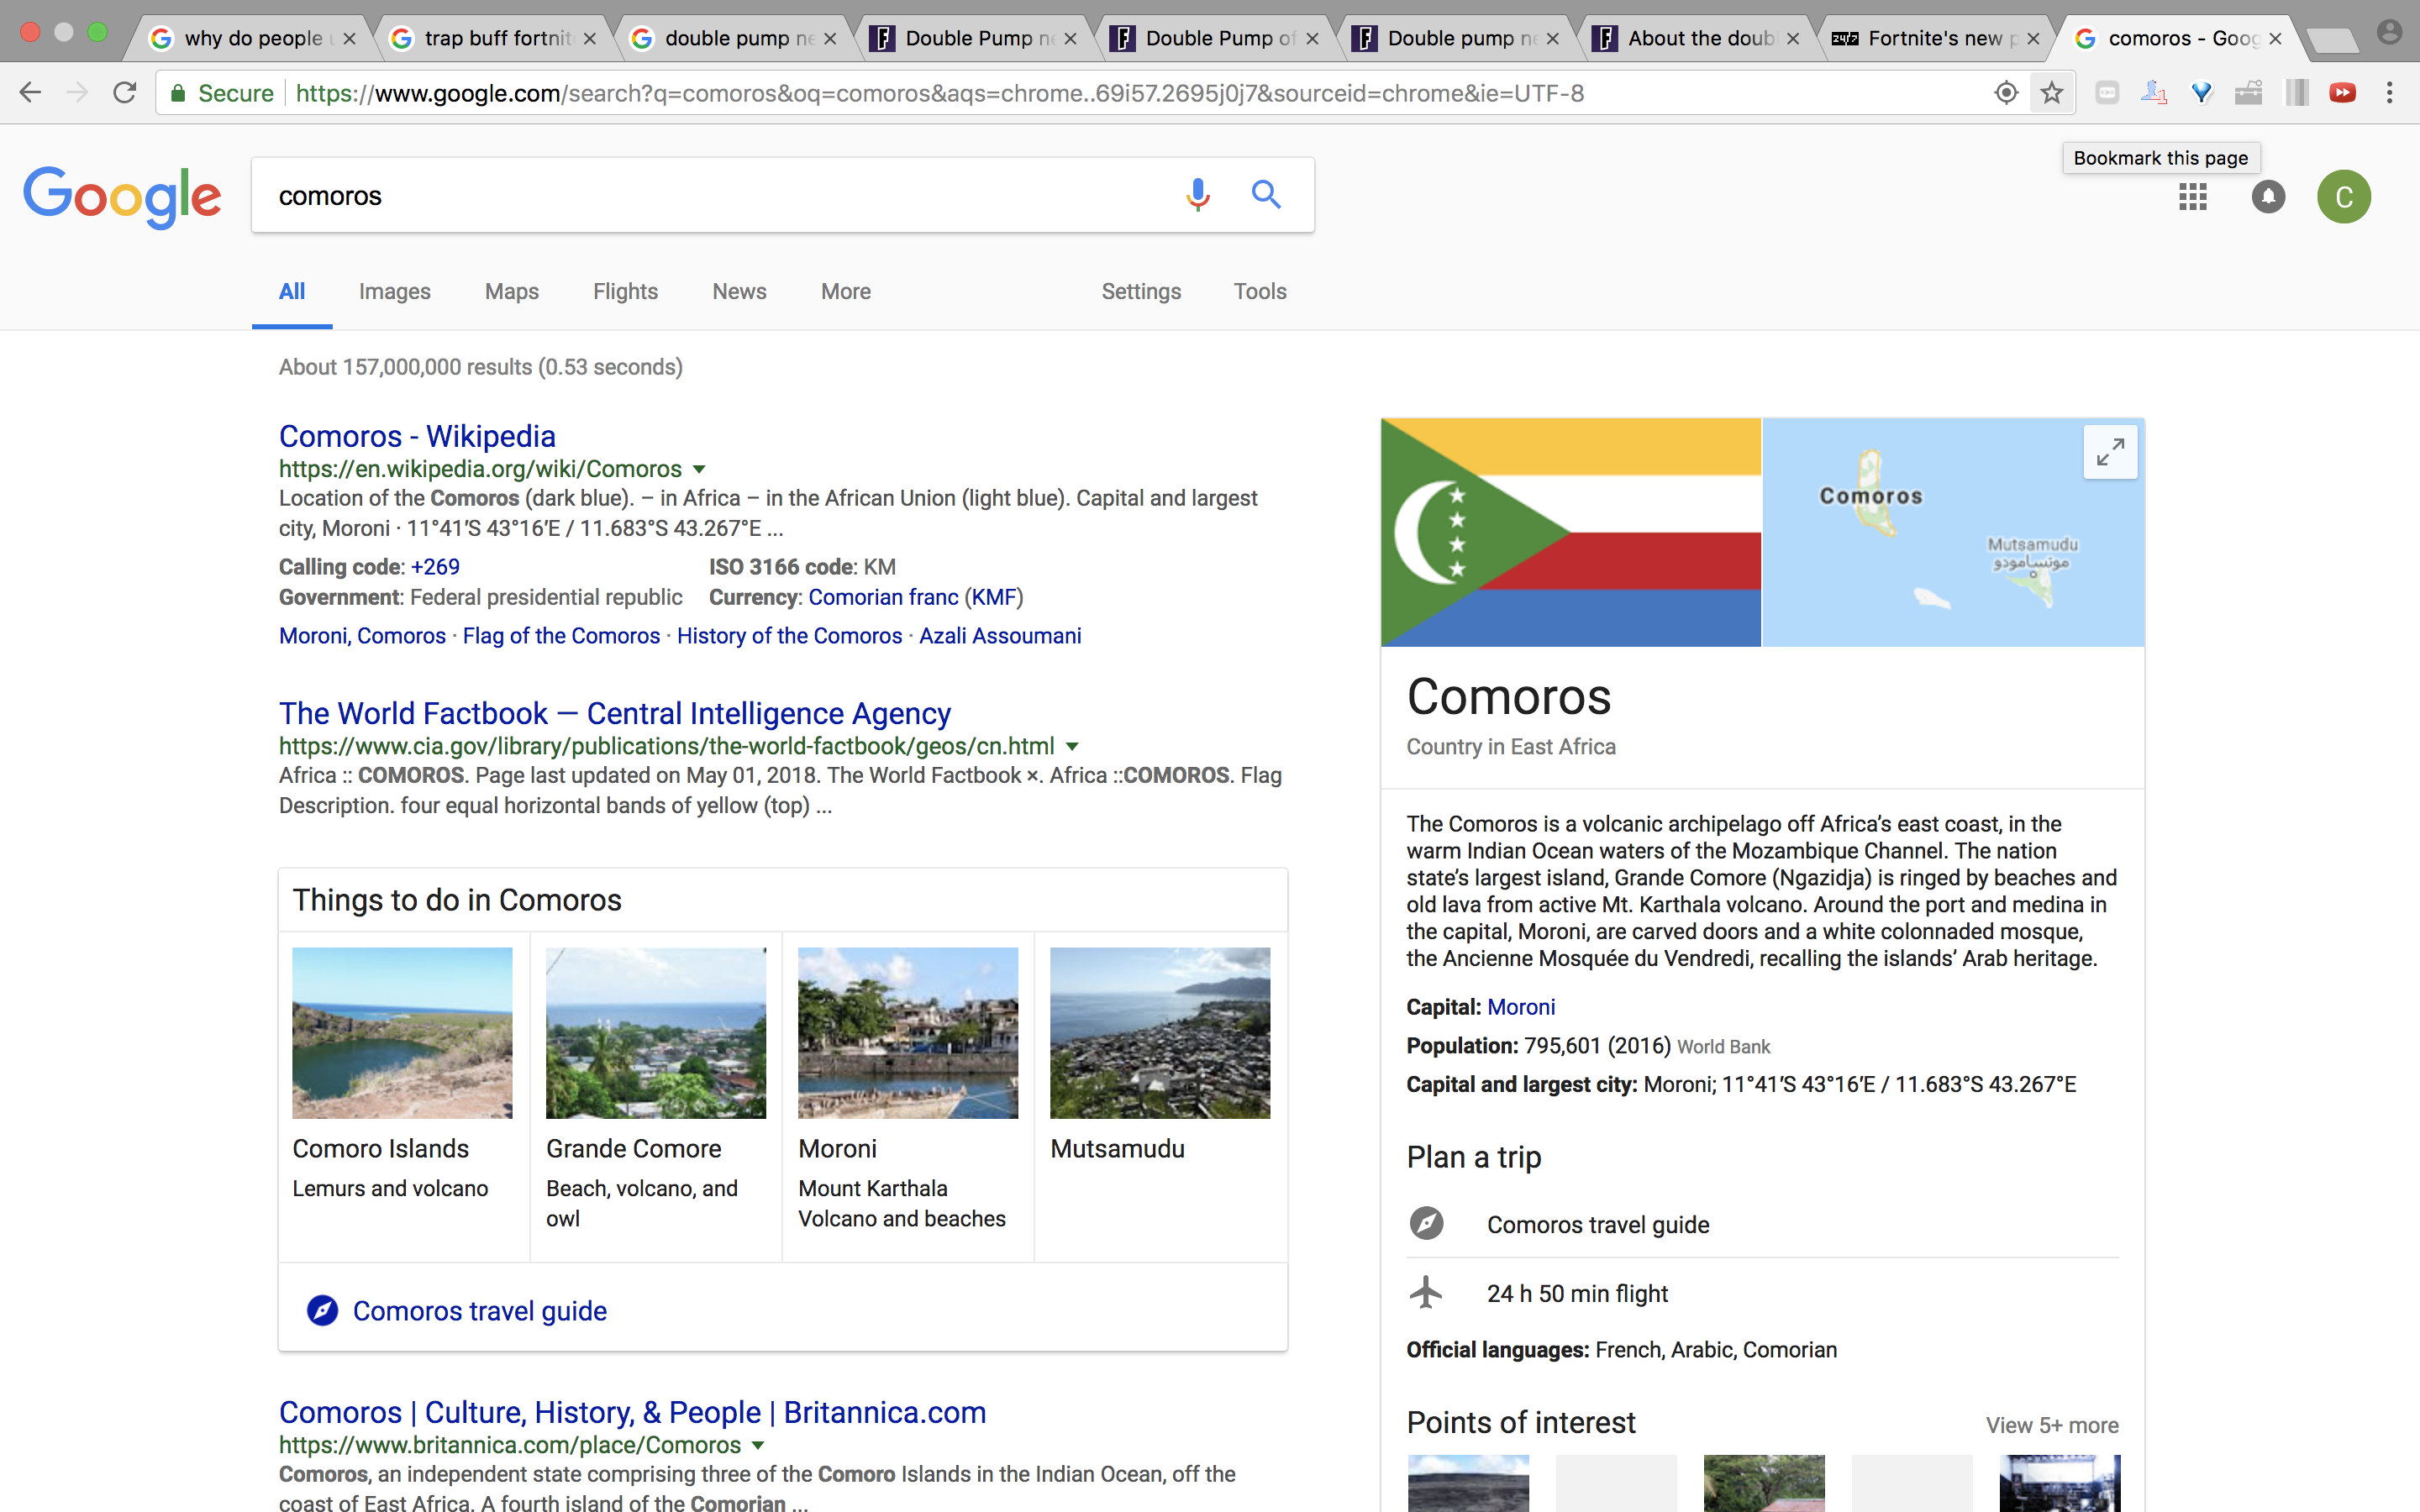 why do people
trap buff fortnit
double pump ne
Double Pump ne
Double Pump of
Double pump ne
About the doub
Fortnite's new p
comoros - Goog
Secure
https://www.google.com/search?q=comoros&oq=comoros&aqs=chrome..69i57.2695j0j7&sourceid=chrome&ie=UTF-8
Bookmark this page
Google
comoros
C
All Images Maps Flights News More Settings Tools
About 157,000,000 results (0.53 seconds)
Comoros - Wikipedia
https://en.wikipedia.org/wiki/Comoros
Location of the Comoros (dark blue). – in Africa – in the African Union (light blue). Capital and largest
city, Moroni · 11°41′S 43°16′E / 11.683°S 43.267°E ...
Calling code: +269 ISO 3166 code: KM
Government: Federal presidential republic Currency: Comorian franc (KMF)
Moroni, Comoros · Flag of the Comoros · History of the Comoros · Azali Assoumani
The World Factbook — Central Intelligence Agency
https://www.cia.gov/library/publications/the-world-factbook/geos/cn.html
Africa :: COMOROS. Page last updated on May 01, 2018. The World Factbook ×. Africa ::COMOROS. Flag
Description. four equal horizontal bands of yellow (top) ...
Things to do in Comoros
Comoro Islands
Lemurs and volcano
Grande Comore
Beach, volcano, and
owl
Moroni
Mount Karthala
Volcano and beaches
Mutsamudu
Comoros travel guide
Comoros | Culture, History, & People | Britannica.com
https://www.britannica.com/place/Comoros
Comoros, an independent state comprising three of the Comoro Islands in the Indian Ocean, off the
coast of East Africa. A fourth island of the Comorian ...
Comoros
Mutsamudu
موتسامودو
Comoros
Country in East Africa
The Comoros is a volcanic archipelago off Africa’s east coast, in the
warm Indian Ocean waters of the Mozambique Channel. The nation
state’s largest island, Grande Comore (Ngazidja) is ringed by beaches and
old lava from active Mt. Karthala volcano. Around the port and medina in
the capital, Moroni, are carved doors and a white colonnaded mosque,
the Ancienne Mosquée du Vendredi, recalling the islands’ Arab heritage.
Capital: Moroni
Population: 795,601 (2016) World Bank
Capital and largest city: Moroni; 11°41′S 43°16′E / 11.683°S 43.267°E
Plan a trip
Comoros travel guide
24 h 50 min flight
Official languages: French, Arabic, Comorian
Points of interest
View 5+ more